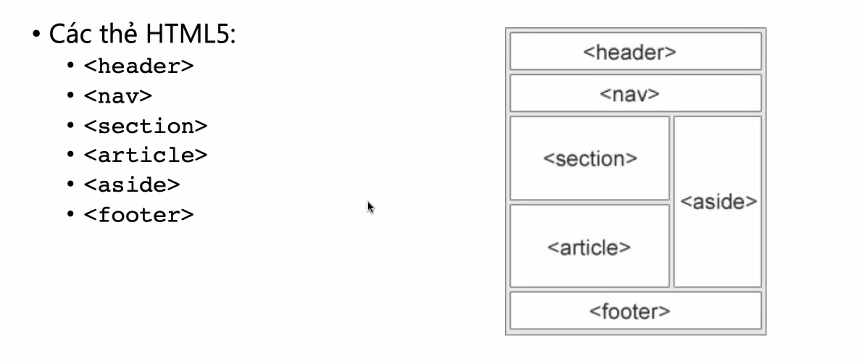 • Các thẻ HTML5:
• <header>
• <nav>
• <section>
• <article>
• <aside>
• <footer>
<header>
<nav>
<section>
<aside>
<article>
<footer>